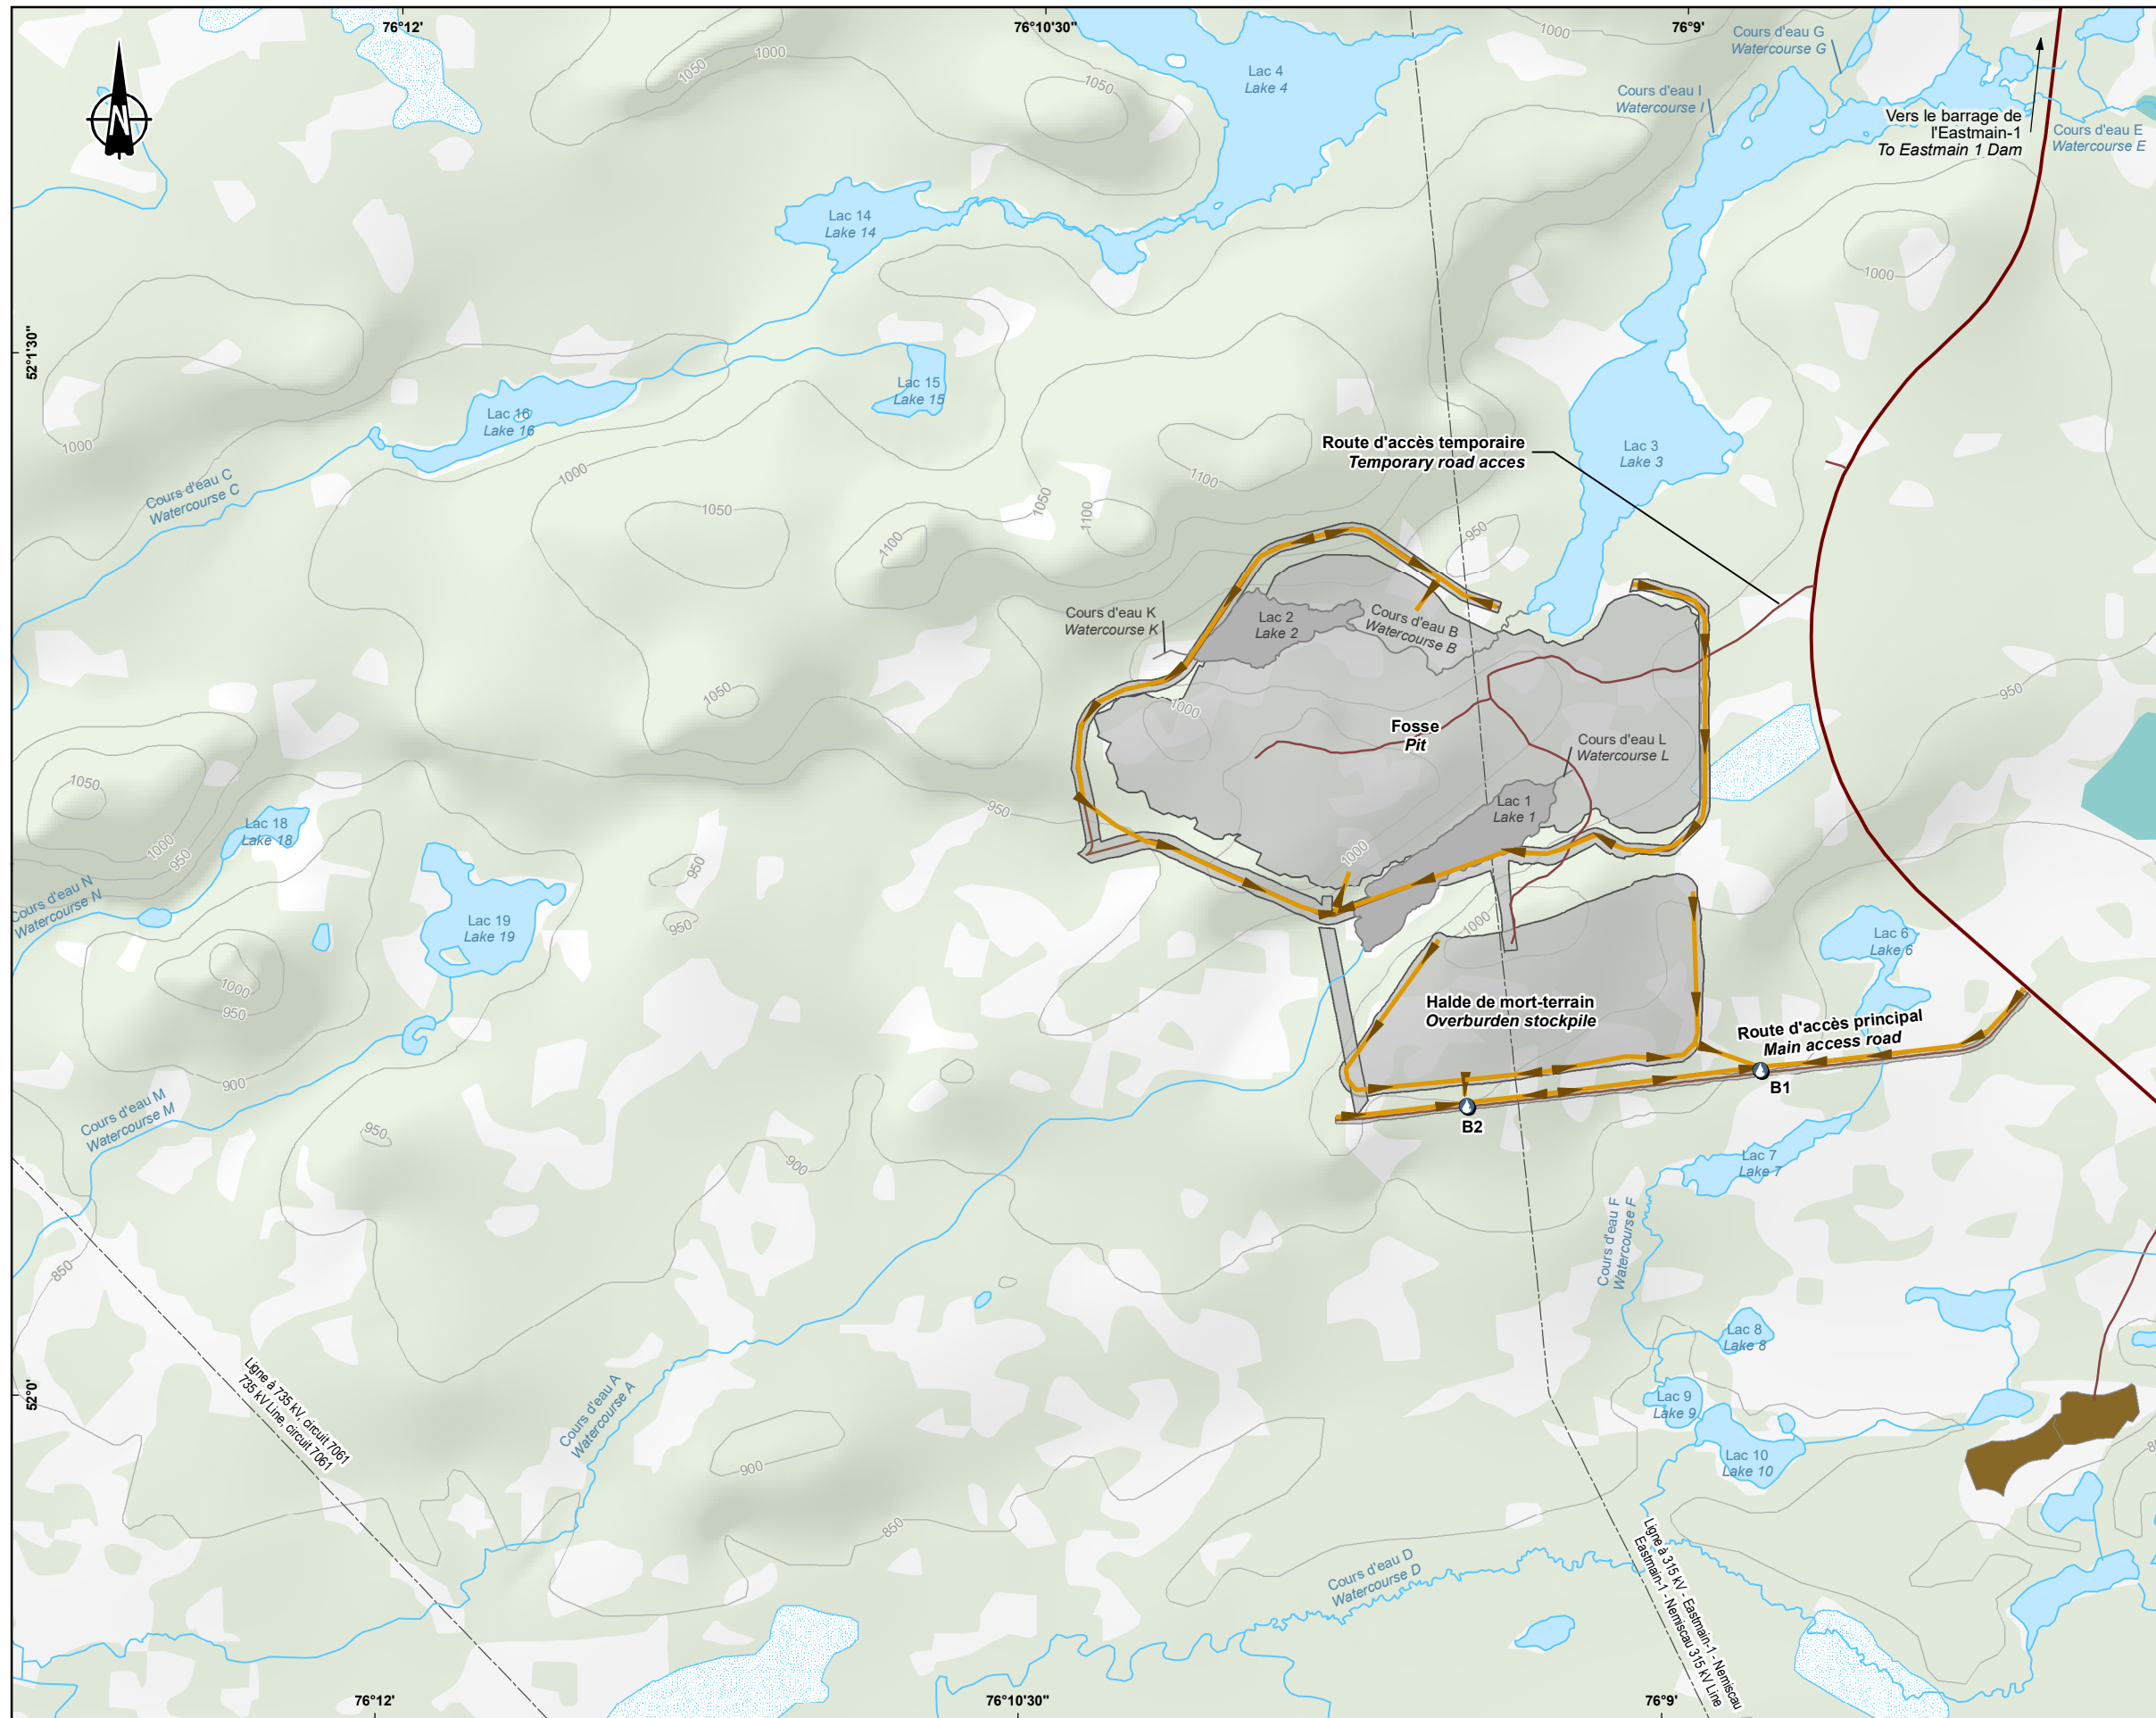 76°12'
76°10'30"
76°9'
N
Cours d'eau G
Watercourse G
Cours d'eau I
Watercourse I
Lac 4
Lake 4
Vers le barrage de
l'Eastmain-1
To Eastmain 1 Dam
Cours d'eau E
Watercourse E
1000
1050
1050
1000
1000
Lac 14
Lake 14
52°1'30"
Lac 15
Lake 15
Lac 16
Lake 16
1000
Route d'accès temporaire
Temporary road acces
Lac 3
Lake 3
Cours d'eau C
Watercourse C
1000
1050
1100
1050
1100
1100
950
Cours d'eau K
Watercourse K
Lac 2
Lake 2
Cours d'eau B
Watercourse B
1050
1000
950
Fosse
Pit
Cours d'eau L
Watercourse L
1050
Lac 18
Lake 18
1000
950
950
Lac 1
Lake 1
1000
950
Cours d'eau N
Watercourse N
Lac 19
Lake 19
950
1000
Lac 6
Lake 6
1000
950
Halde de mort-terrain
Overburden stockpile
Route d'accès principal
Main access road
B1
B2
900
Cours d'eau M
Watercourse M
950
900
Lac 7
Lake 7
Cours d'eau F
Watercourse F
850
Lac 8
Lake 8
Ligne à 735 kV, circuit 7061
735 kV Line, circuit 7061
52°0'
Cours d'eau A
Watercourse A
Lac 9
Lake 9
Lac 10
Lake 10
900
850
Cours d'eau D
Watercourse D
Ligne à 315 kV - Eastmain-1 - Nemiscau
Eastmain-1 - Nemiscau 315 kV Line
76°12'
76°10'30"
76°9'